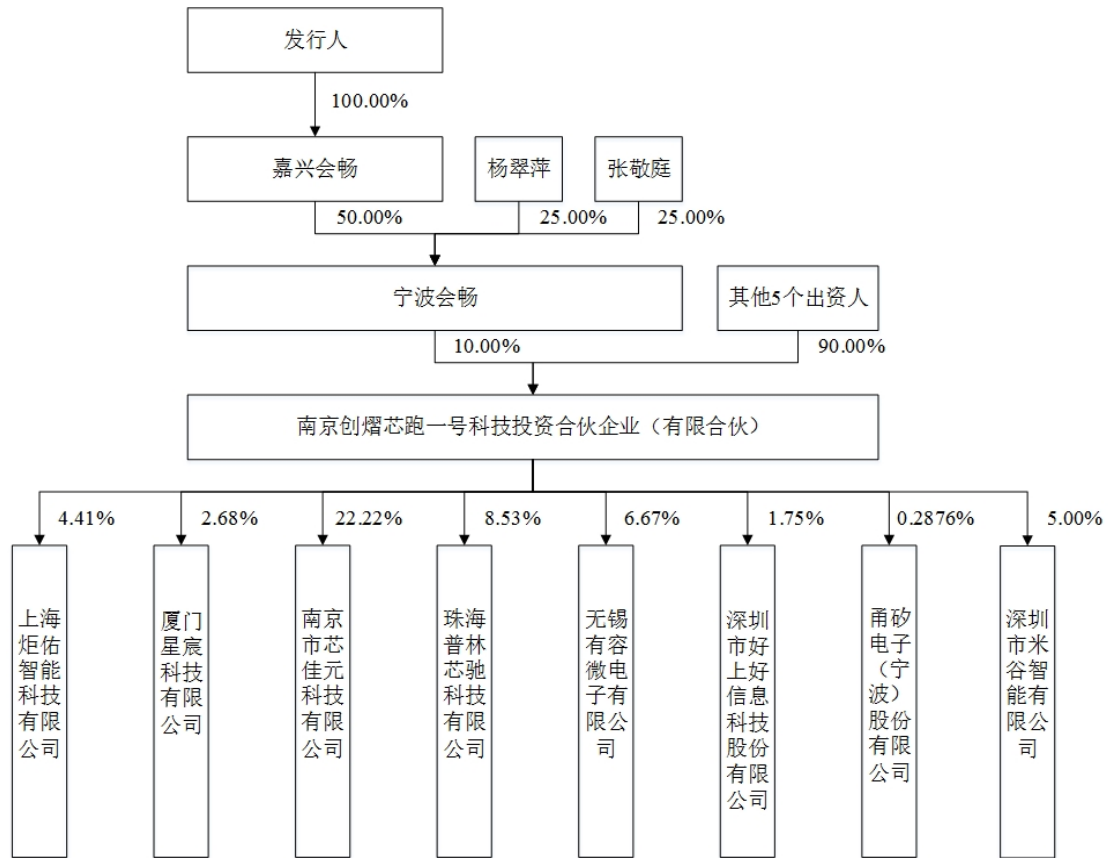 发行人
100.00%
嘉兴会畅
杨翠萍
张敬庭
50.00%
25.00%
25.00%
宁波会畅
其他5个出资人
10.00%
90.00%
南京创熠芯跑一号科技投资合伙企业（有限合伙）
4.41%
2.68%
22.22%
8.53%
6.67%
1.75%
0.2876%
5.00%
上海
炬佑
智能
科技
有限
公司
厦门
星宸
科技
有限
公司
南京
市芯
佳元
科技
有限
公司
珠海
普林
芯驰
科技
有限
公司
无锡
有容
微电
子有
限公
司
深圳
市好
上好
信息
科技
股份
有限
公司
甬矽
电子
（宁
波）
股份
有限
公司
深圳
市米
谷智
能有
限公
司